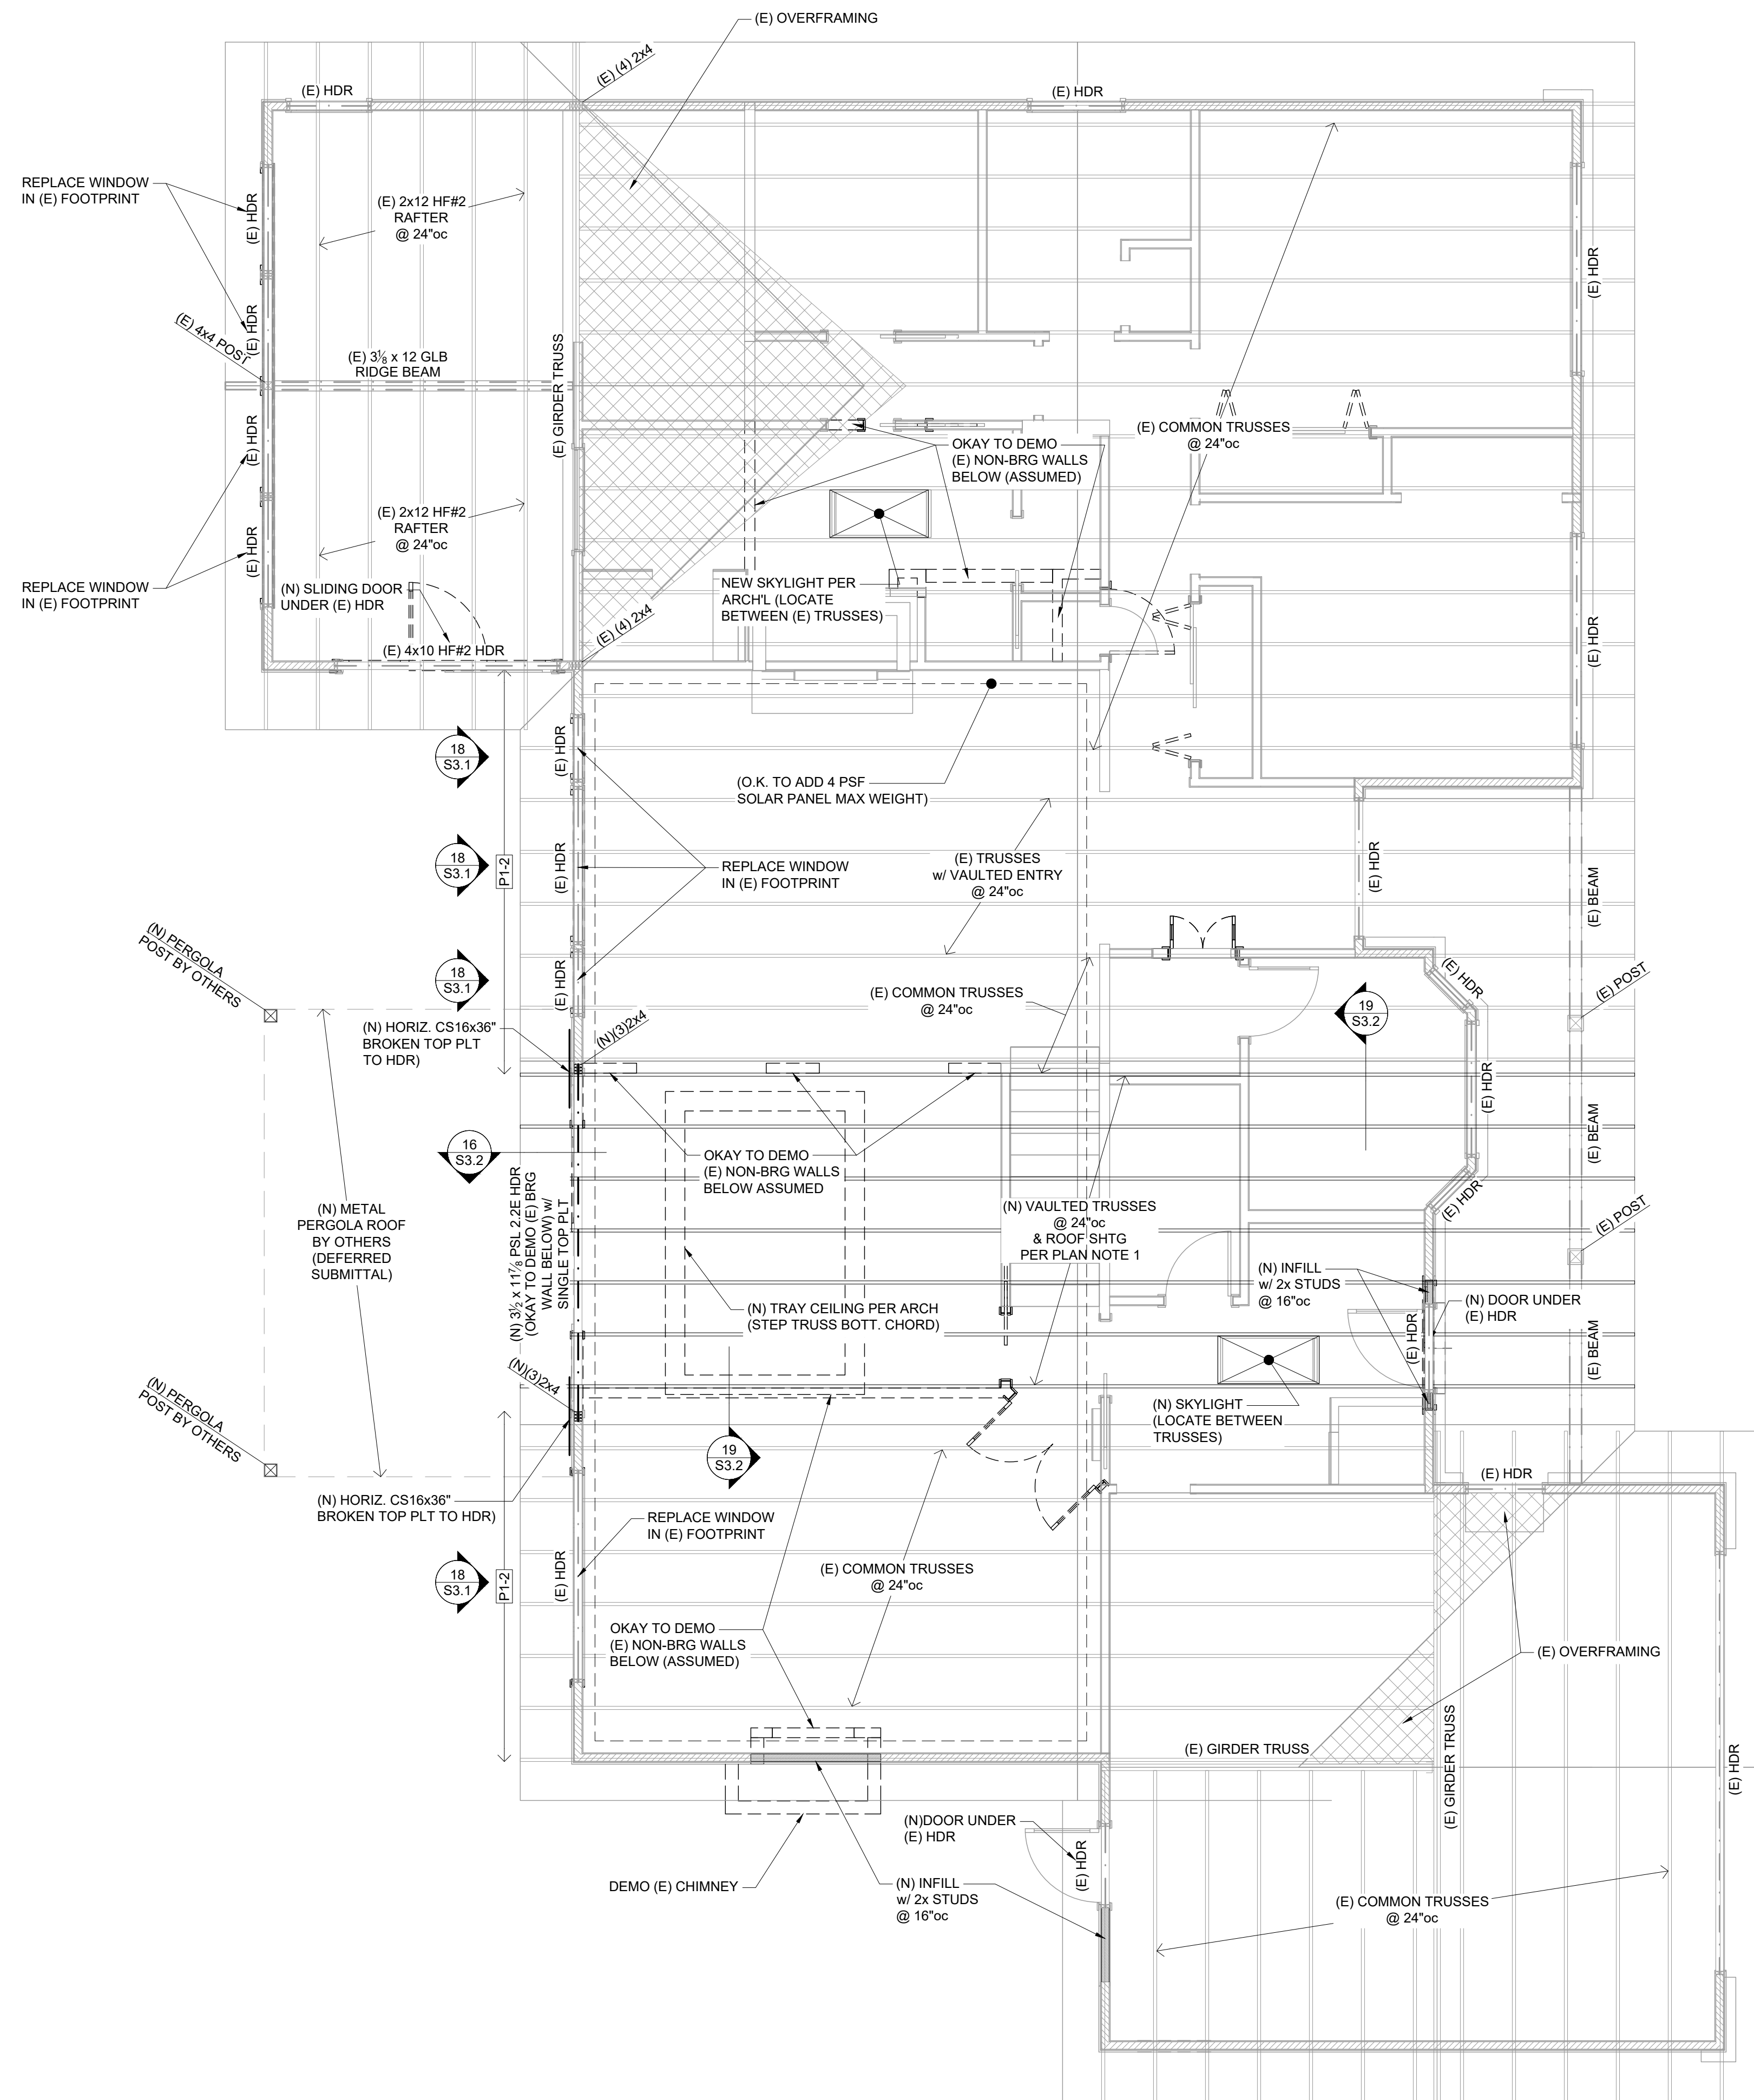 (E) OVERFRAMING
(E) (4) 2x4
(E) HDR
(E) HDR
REPLACE WINDOW
IN (E) FOOTPRINT
(E) HDR
(E) 2x12 HF#2
RAFTER
@ 24"oc
(E) HDR
(E) HDR
(E) 4x4 POST
(E) 3⅛ x 12 GLB
RIDGE BEAM
(E) GIRDER TRUSS
(E) HDR
OKAY TO DEMO
(E) NON-BRG WALLS
BELOW (ASSUMED)
(E) COMMON TRUSSES
@ 24"oc
(E) 2x12 HF#2
RAFTER
@ 24"oc
(E) HDR
REPLACE WINDOW
IN (E) FOOTPRINT
(N) SLIDING DOOR
UNDER (E) HDR
NEW SKYLIGHT PER
ARCH'L (LOCATE
BETWEEN (E) TRUSSES)
(E) (4) 2x4
(E) 4x10 HF#2 HDR
(E) HDR
18
S3.1
(E) HDR
(O.K. TO ADD 4 PSF
SOLAR PANEL MAX WEIGHT)
18
S3.1
P1-2
(E) HDR
REPLACE WINDOW
IN (E) FOOTPRINT
(E) TRUSSES
w/ VAULTED ENTRY
@ 24"oc
(E) HDR
(E) BEAM
(N) PERGOLA
POST BY OTHERS
18
S3.1
(E) HDR
(E) COMMON TRUSSES
@ 24"oc
(E) HDR
(E) POST
19
S3.2
(N) HORIZ. CS16x36"
BROKEN TOP PLT
TO HDR)
(N)(3)2x4
(E) HDR
(E) BEAM
16
S3.2
OKAY TO DEMO
(E) NON-BRG WALLS
BELOW ASSUMED
(N) METAL
PERGOLA ROOF
BY OTHERS
(DEFERRED
SUBMITTAL)
(N) 3½ x 11⅞ PSL 2.2E HDR
(OKAY TO DEMO (E) BRG
WALL BELOW) w/
SINGLE TOP PLT
(N) VAULTED TRUSSES
@ 24"oc
& ROOF SHTG
PER PLAN NOTE 1
(E) HDR
(E) POST
(N) INFILL
w/ 2x STUDS
@ 16"oc
(N) TRAY CEILING PER ARCH
(STEP TRUSS BOTT. CHORD)
(N) DOOR UNDER
(E) HDR
(E) HDR
(E) BEAM
(N)(3)2x4
(N) PERGOLA
POST BY OTHERS
(N) SKYLIGHT
(LOCATE BETWEEN
TRUSSES)
19
S3.2
(E) HDR
(N) HORIZ. CS16x36"
BROKEN TOP PLT TO HDR)
REPLACE WINDOW
IN (E) FOOTPRINT
18
S3.1
P1-2
(E) HDR
(E) COMMON TRUSSES
@ 24"oc
OKAY TO DEMO
(E) NON-BRG WALLS
BELOW (ASSUMED)
(E) OVERFRAMING
(E) GIRDER TRUSS
(E) GIRDER TRUSS
(E) HDR
(N)DOOR UNDER
(E) HDR
(E) HDR
DEMO (E) CHIMNEY
(N) INFILL
w/ 2x STUDS
@ 16"oc
(E) COMMON TRUSSES
@ 24"oc